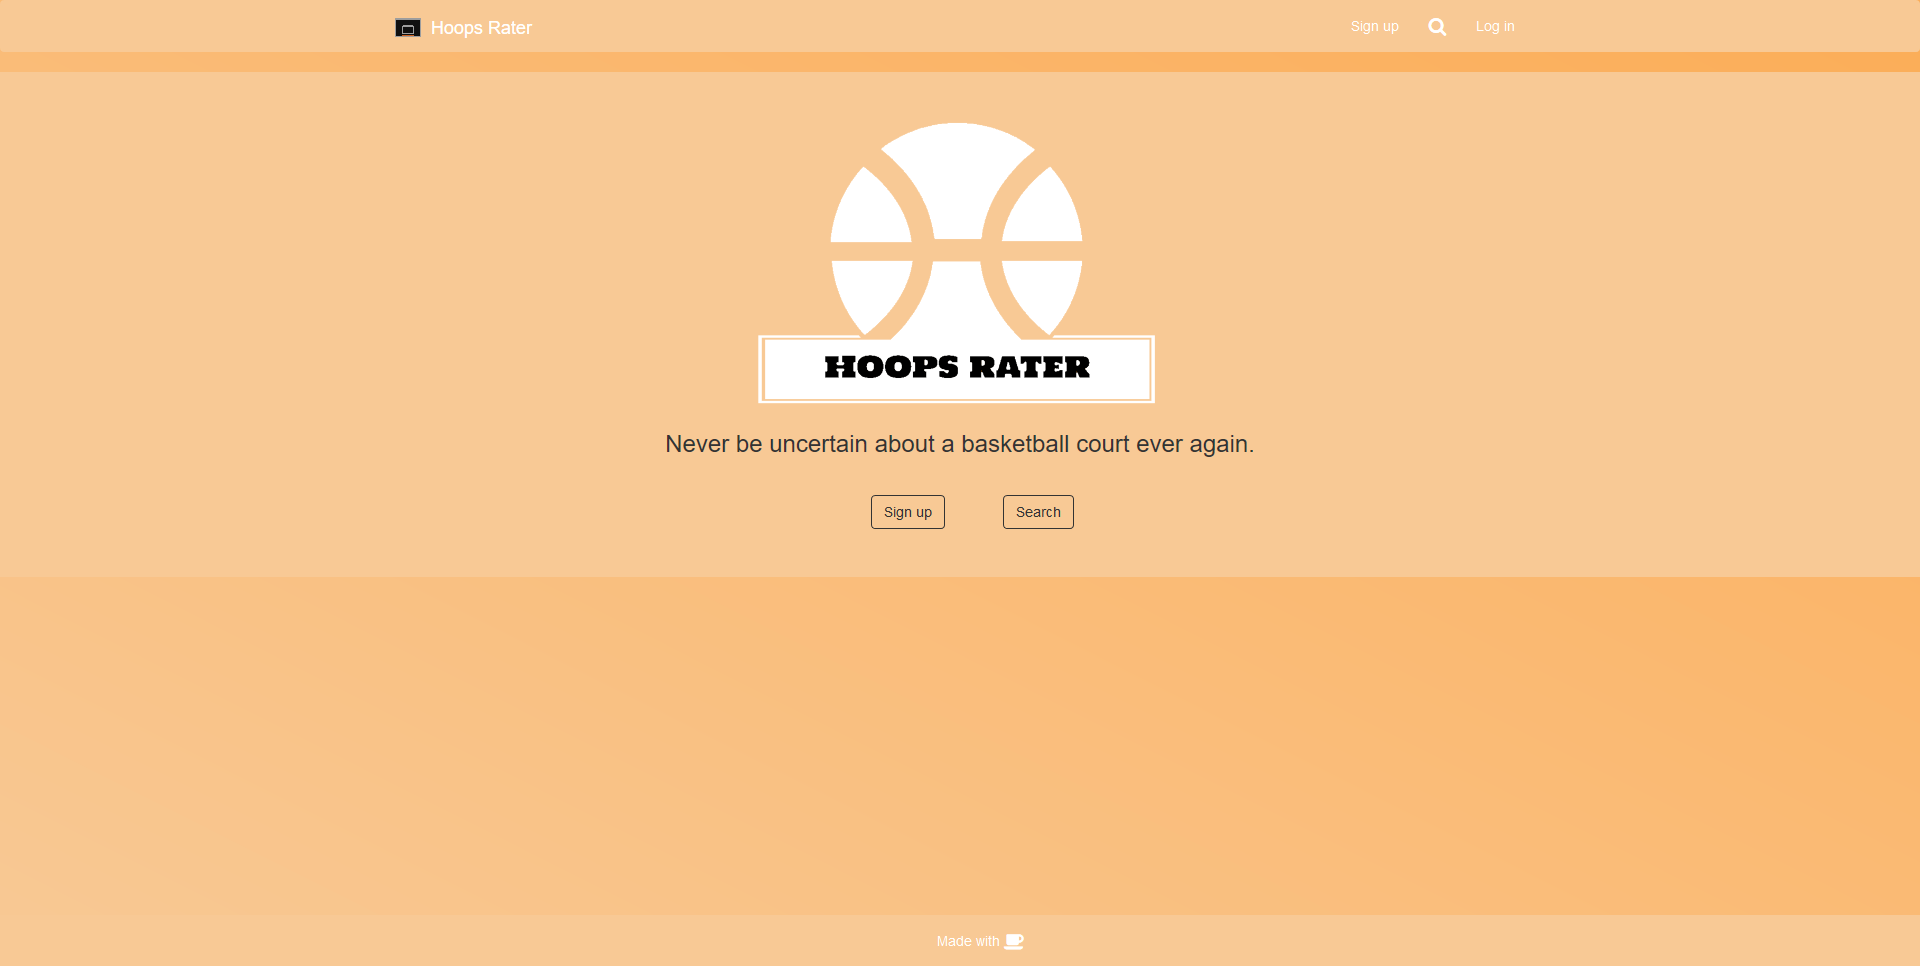 Hoops Rater
Sign up
Log in
HOOPS RATER
Never be uncertain about a basketball court ever again.
Sign up
Search
Made with